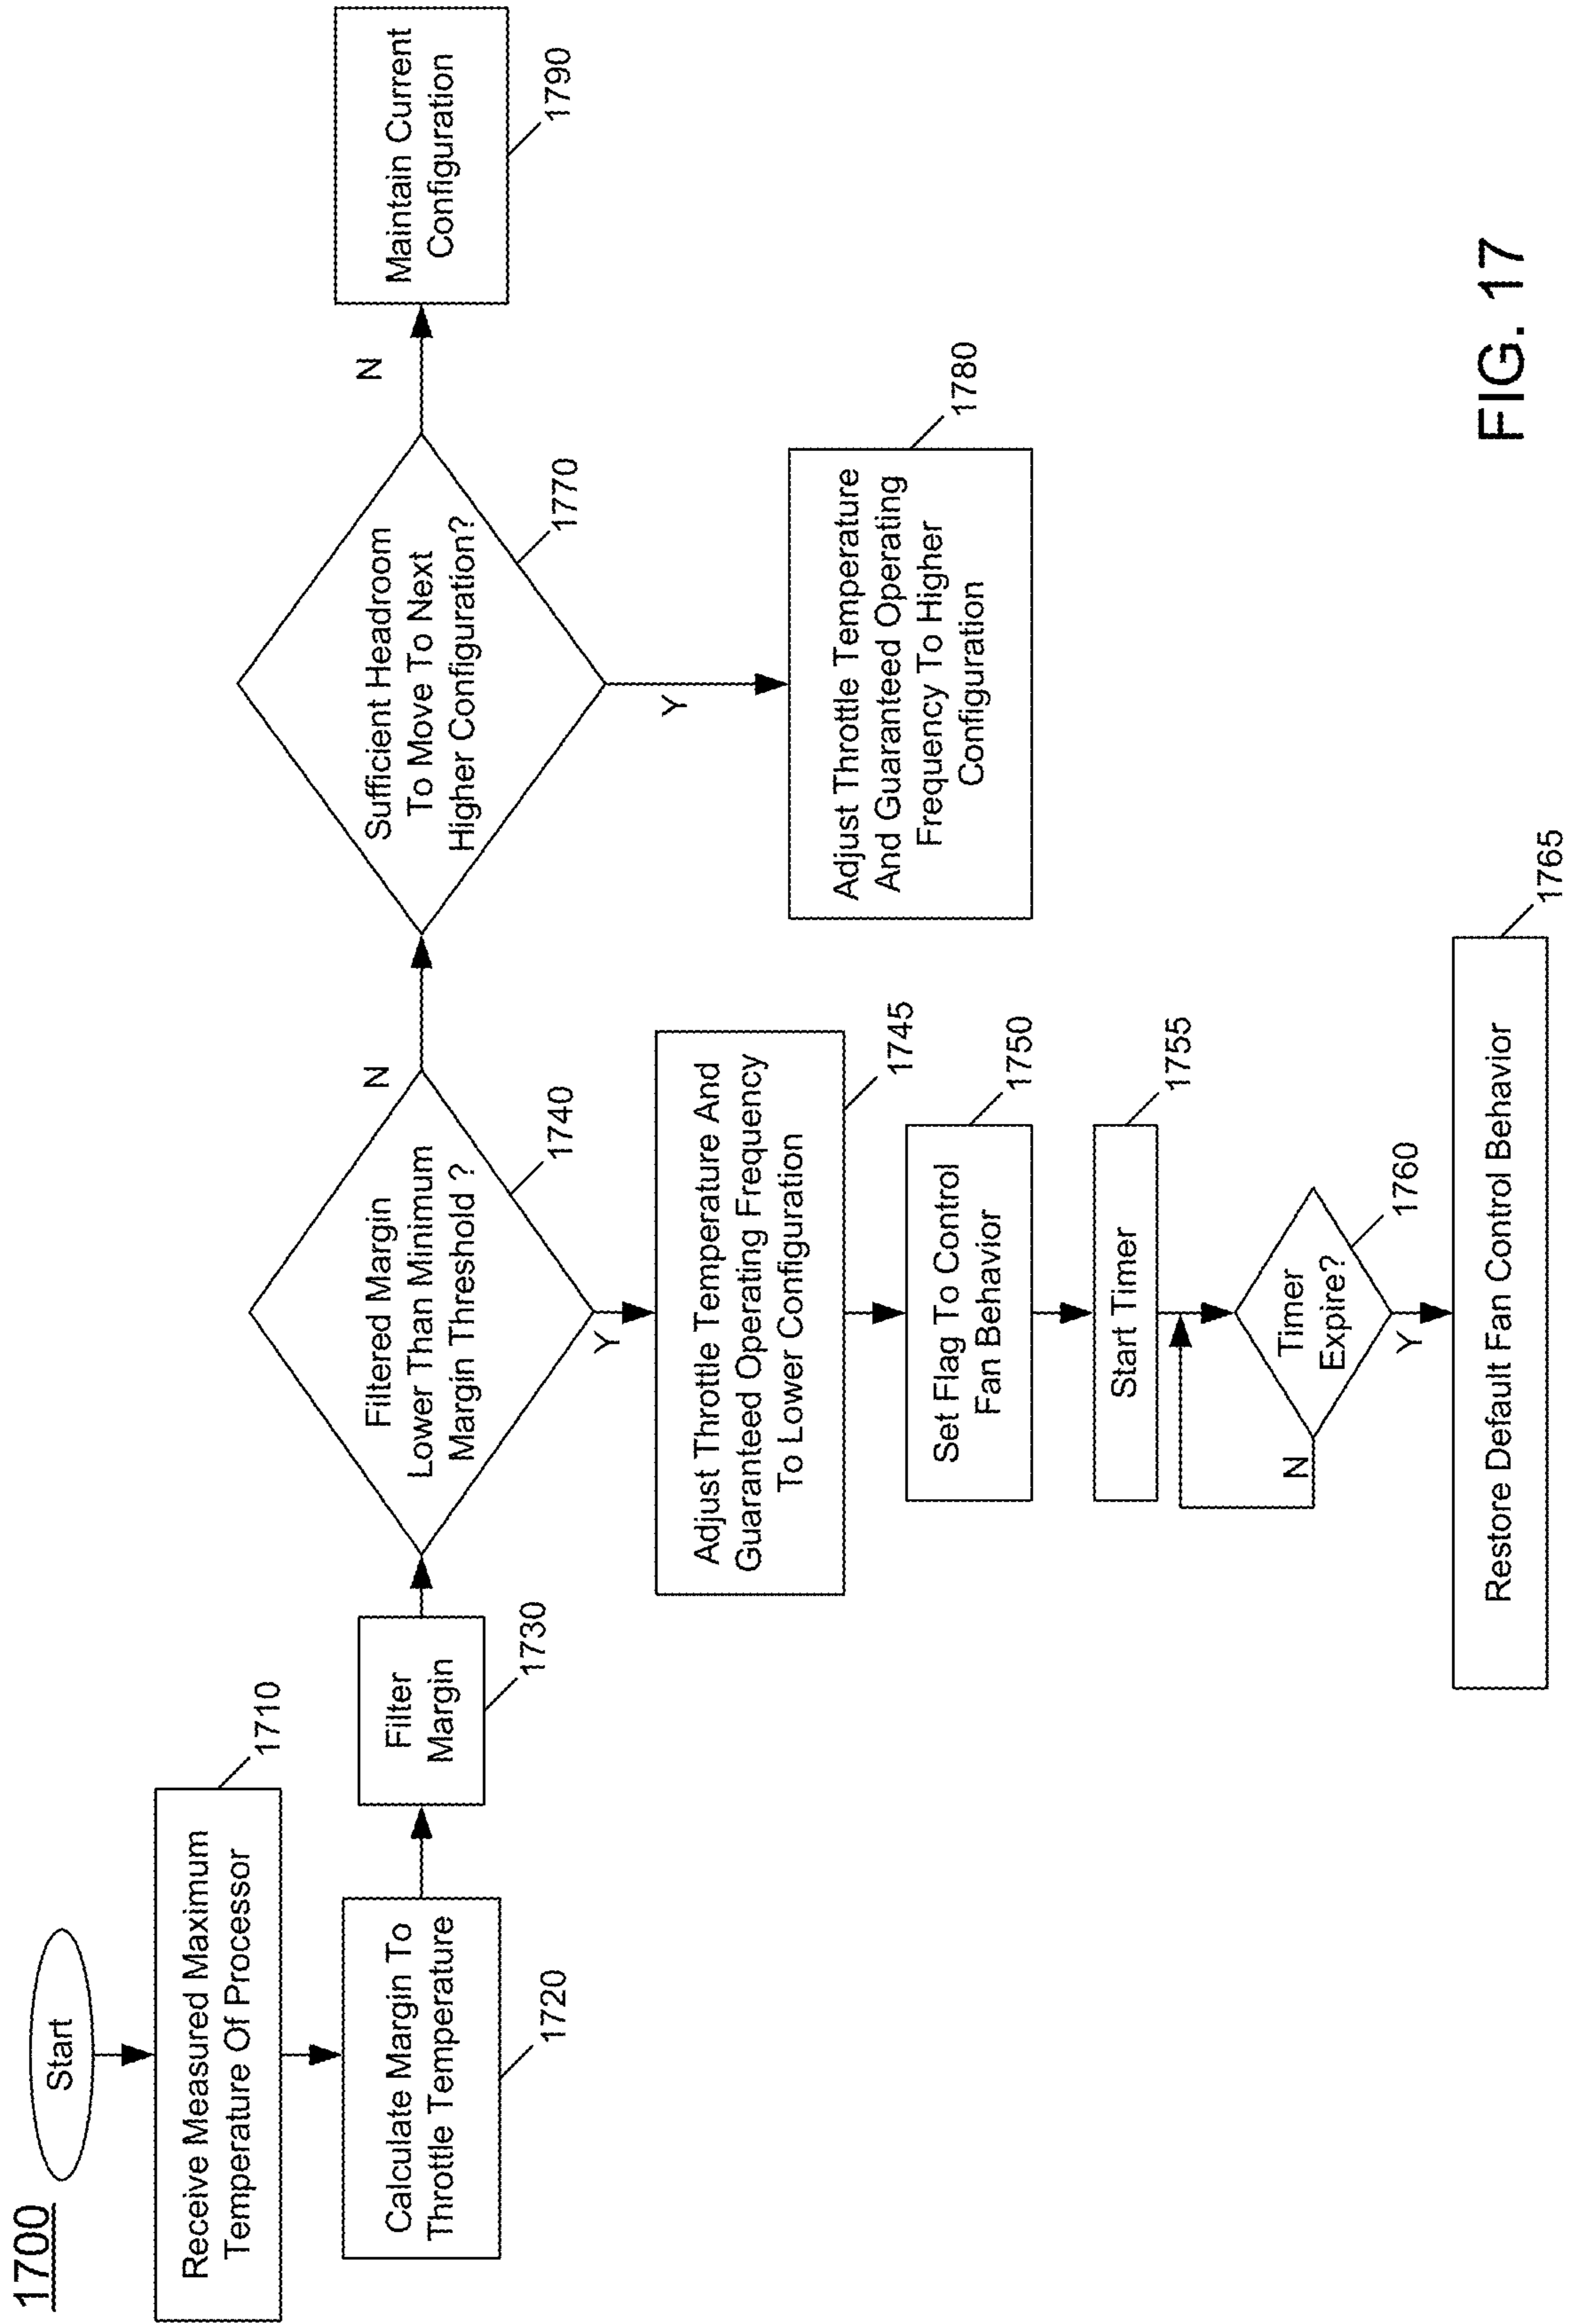 1700
Start
Receive Measured Maximum
Temperature Of Processor
1710
Calculate Margin To
Throttle Temperature
1720
Filter
Margin
1730
Filtered Margin
Lower Than Minimum
Margin Threshold ?
1740
N
Y
Adjust Throttle Temperature And
Guaranteed Operating Frequency
To Lower Configuration
1745
Set Flag To Control
Fan Behavior
1750
Start Timer
1755
Timer
Expire?
1760
N
Y
Restore Default Fan Control Behavior
1765
Sufficient Headroom
To Move To Next
Higher Configuration?
1770
N
Y
Adjust Throttle Temperature
And Guaranteed Operating
Frequency To Higher
Configuration
1780
Maintain Current
Configuration
1790
FIG. 17